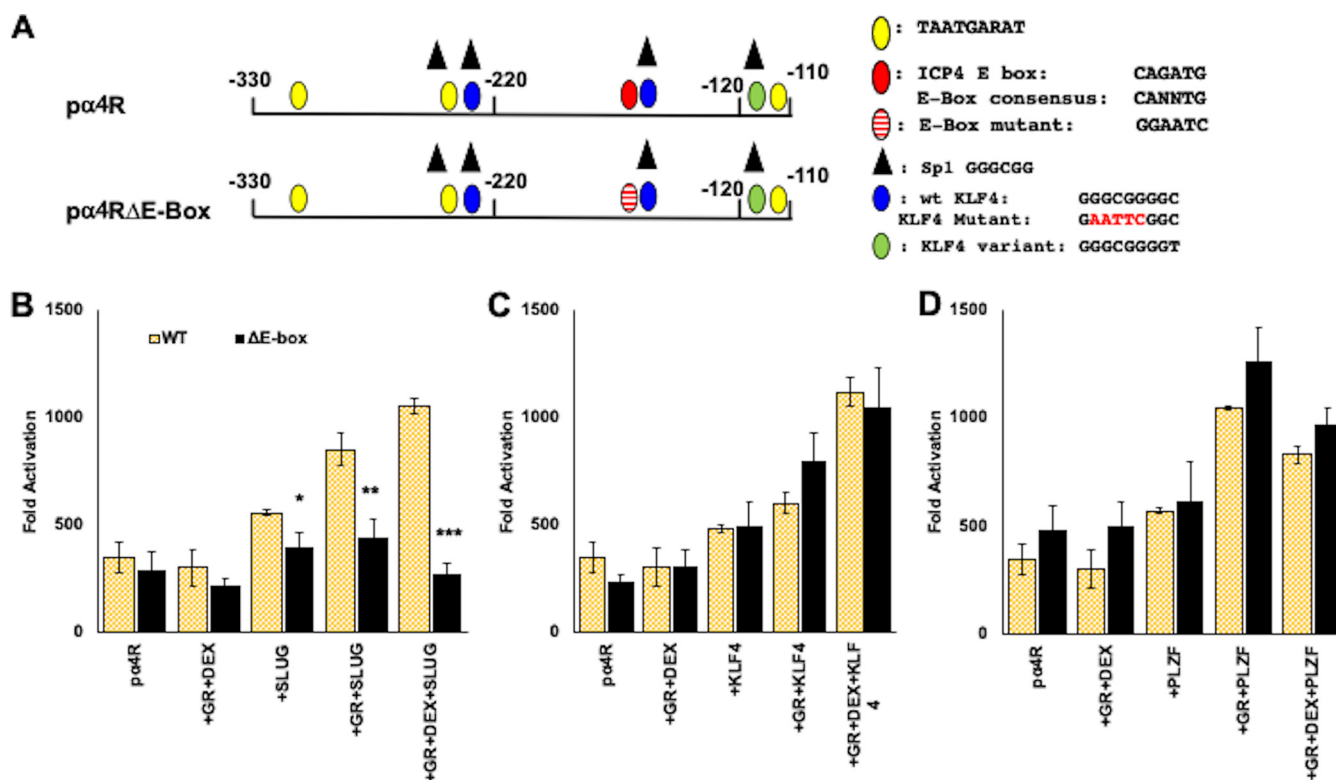 A
pα4R
-330
-220
-120
-110
pα4RΔE-Box
-330
-220
-120
-110
: TAATGARAT
: ICP4 E box: CAGATG
E-Box consensus: CANNTG
: E-Box mutant: GGAATC
: Sp1 GGGCGG
: wt KLF4: GGGCGGGGC
KLF4 Mutant: GAATTCGGC
: KLF4 variant: GGGCGGGGT
B
1500
1000
500
0
Fold Activation
WT
ΔE-box
*
**
***
pα4R
+GR+DEX
+SLUG
+GR+SLUG
+GR+DEX+SLUG
C
1500
1000
500
0
Fold Activation
pα4R
+GR+DEX
+KLF4
+GR+KLF4
+GR+DEX+KLF
4
D
1500
1000
500
0
Fold Activation
pα4R
+GR+DEX
+PLZF
+GR+PLZF
+GR+DEX+PLZF